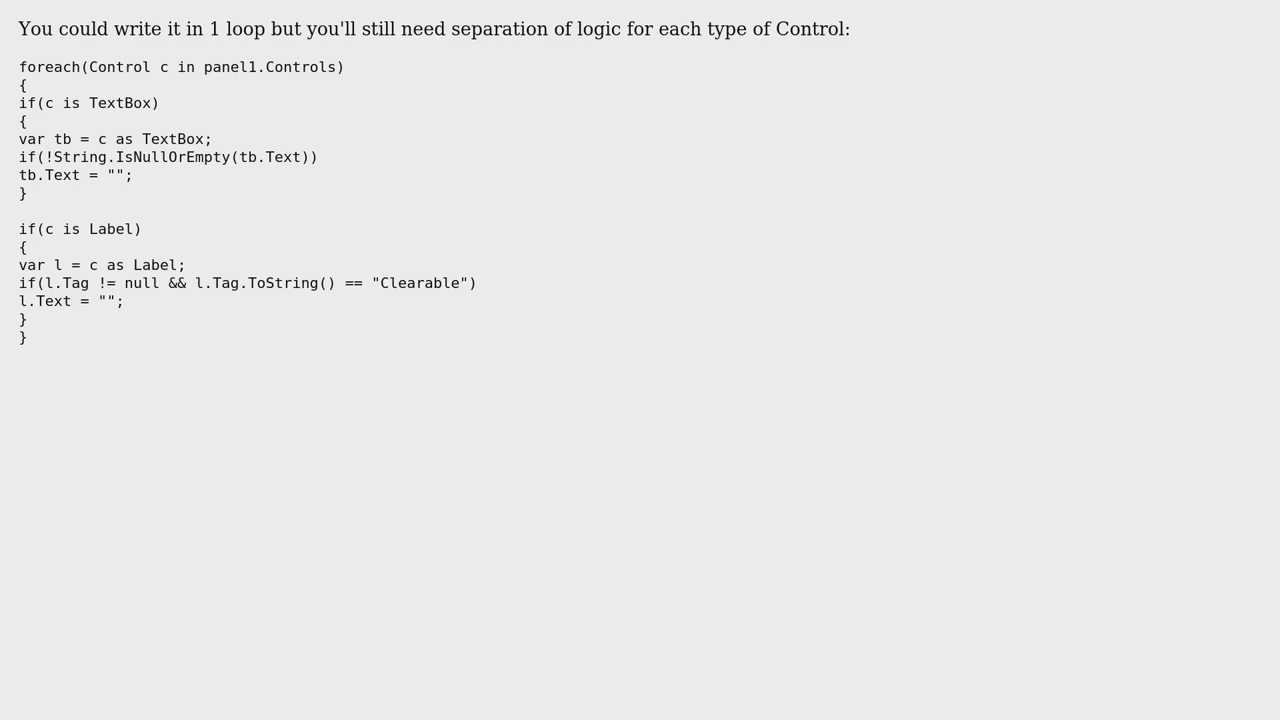 You could write it in 1 loop but you'll still need separation of logic for each type of Control:
foreach(Control c in panel1.Controls)
{
if(c is TextBox)
{
var tb = c as TextBox;
if(!String.IsNullOrEmpty(tb.Text))
tb.Text = "";
}

if(c is Label)
{
var l = c as Label;
if(l.Tag != null && l.Tag.ToString() == "Clearable")
l.Text = "";
}
}